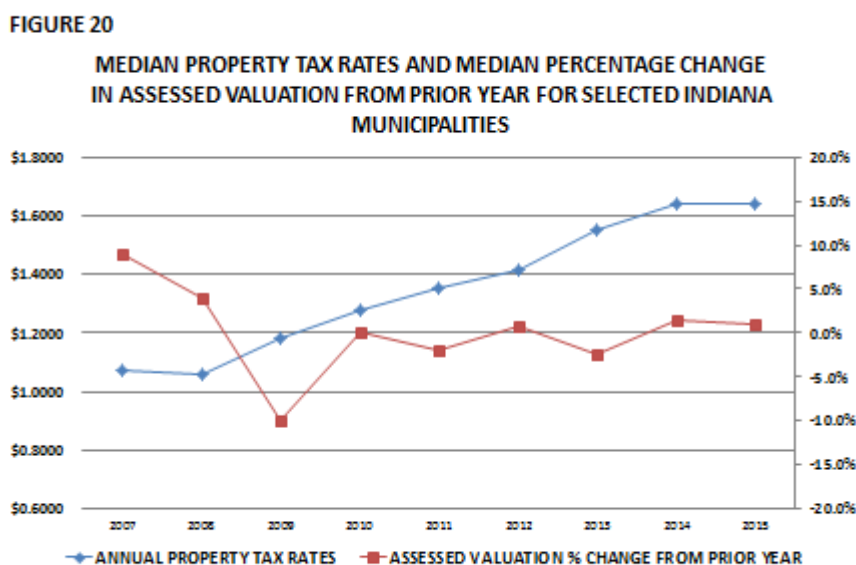 FIGURE 20
MEDIAN PROPERTY TAX RATES AND MEDIAN PERCENTAGE CHANGE
IN ASSESSED VALUATION FROM PRIOR YEAR FOR SELECTED INDIANA
MUNICIPALITIES
$1.8000
$1.6000
$1.4000
$1.2000
$1.0000
$0.8000
$0.6000
20.0%
15.0%
10.0%
5.0%
0.0%
-5.0%
-10.0%
-15.0%
-20.0%
2007 2008 2009 2010 2011 2012 2013 2014 2015
ANNUAL PROPERTY TAX RATES ASSESSED VALUATION % CHANGE FROM PRIOR YEAR